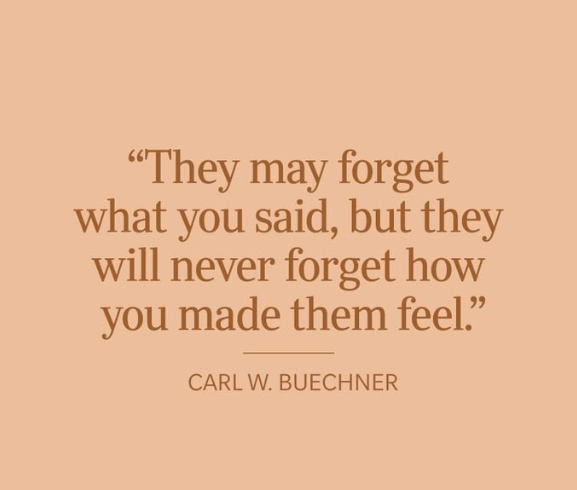 “They may forget
what you said, but they
will never forget how
you made them feel.”
CARL W. BUECHNER